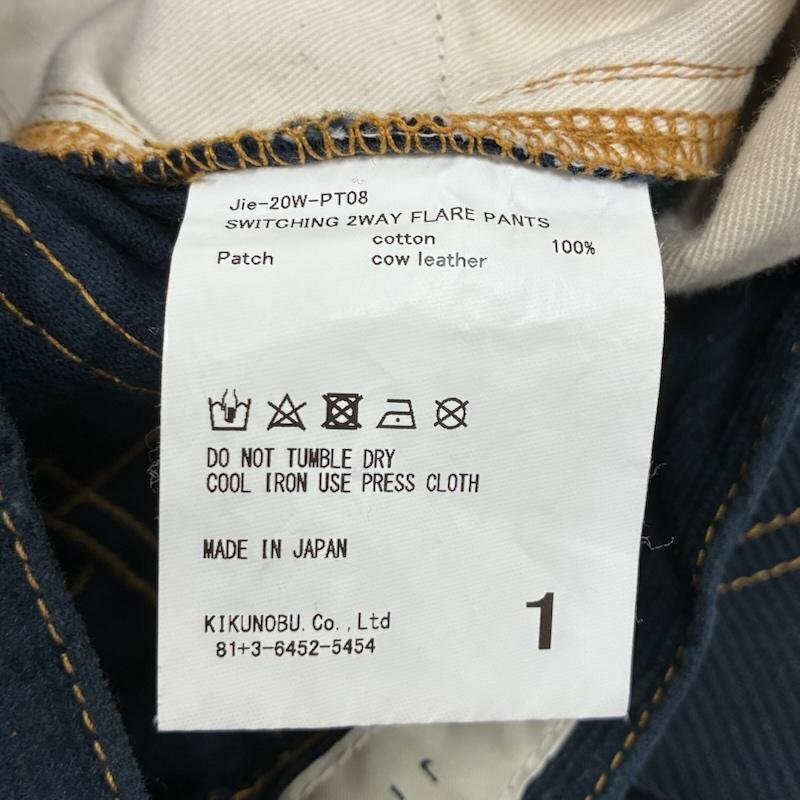 Jie-20W-PT08
SWITCHING 2WAY FLARE PANTS
cotton 100%
Patch cow leather
DO NOT TUMBLE DRY
COOL IRON USE PRESS CLOTH
MADE IN JAPAN
KIKUNOBU. Co. ,Ltd
81+3-6452-5454
1